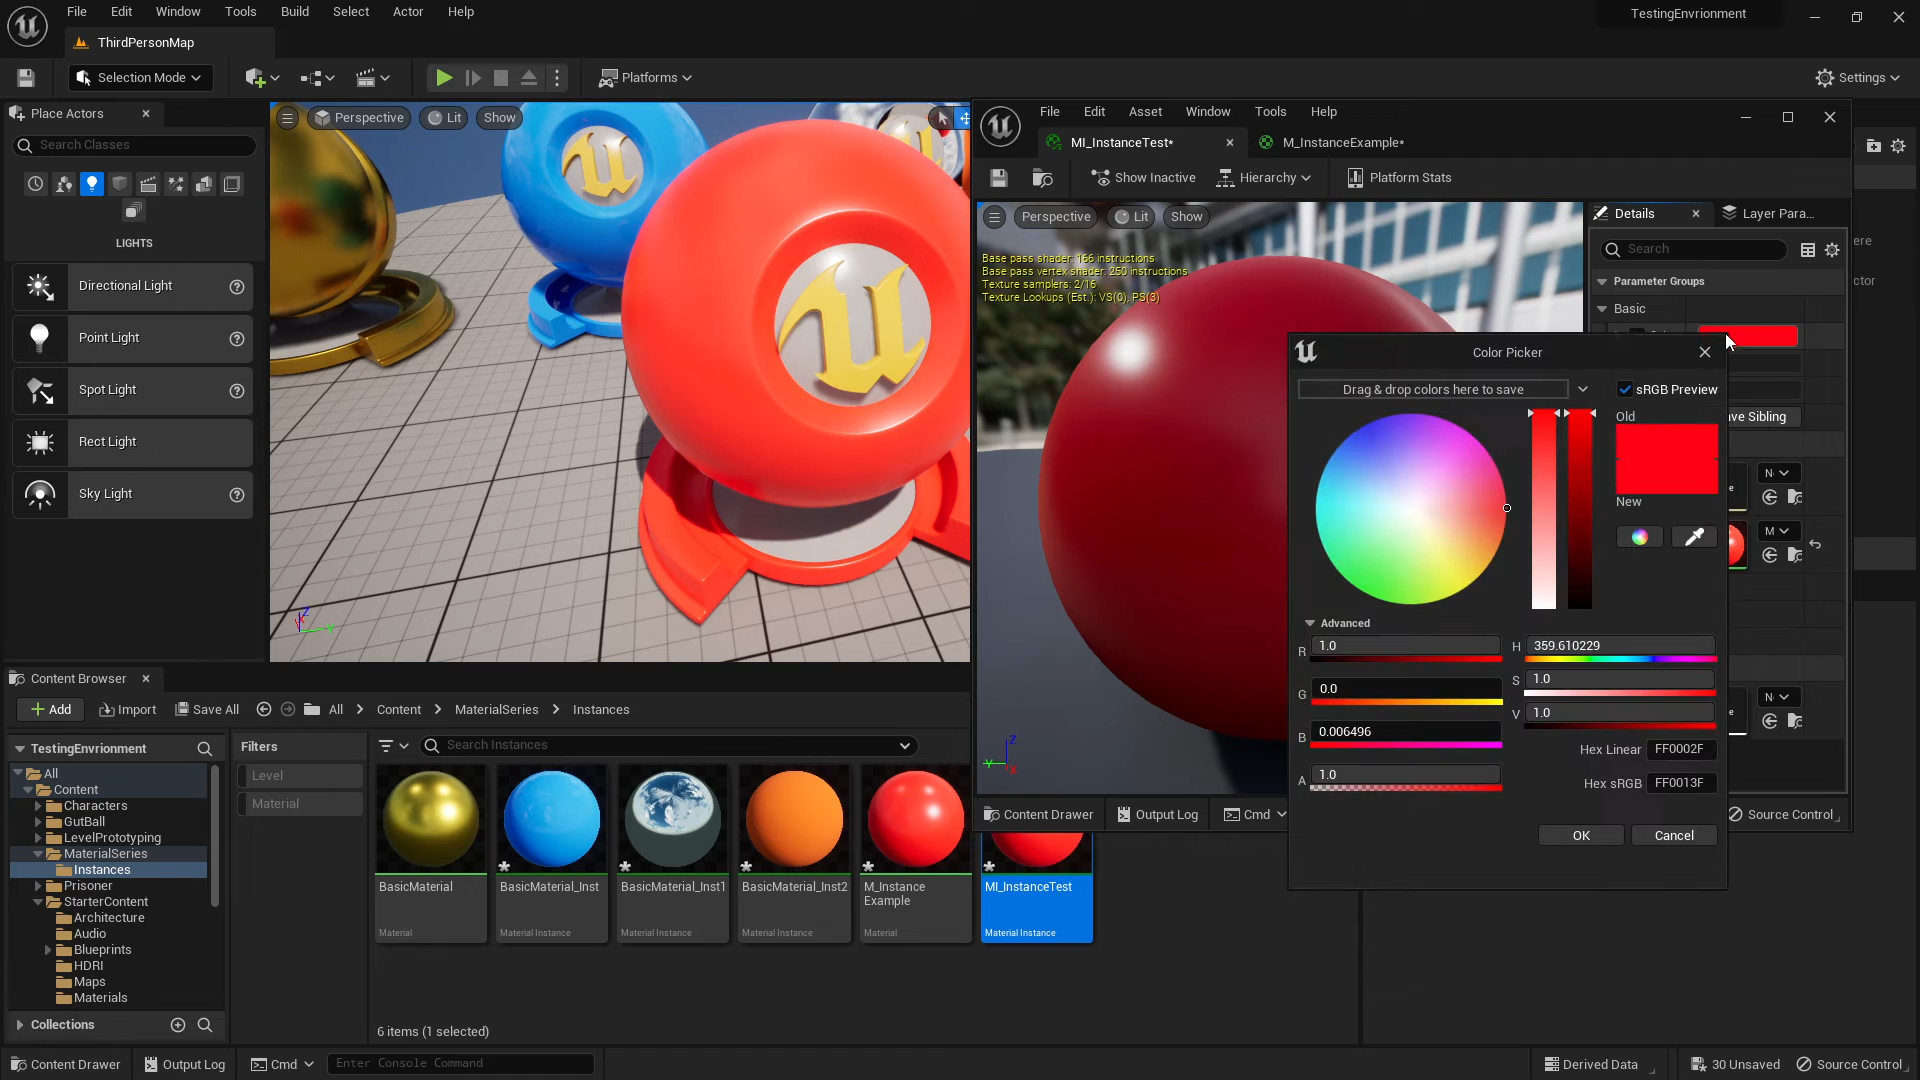 File Edit Window Tools Build Select Actor Help
TestingEnvrionment
ThirdPersonMap
Selection Mode
Platforms
Settings
Place Actors
Search Classes
LIGHTS
Directional Light
Point Light
Spot Light
Rect Light
Sky Light
Perspective Lit Show
File Edit Asset Window Tools Help
MI_InstanceTest*
M_InstanceExample*
Show Inactive Hierarchy Platform Stats
Perspective Lit Show
Base pass shader: 166 instructions
Base pass vertex shader: 250 instructions
Texture samplers: 2/16
Texture Lookups (Est.): VS(0), PS(3)
Details Layer Para...
Search
Parameter Groups
Basic
ve Sibling
Color Picker
Drag & drop colors here to save
sRGB Preview
Old
New
Advanced
R 1.0
G 0.0
B 0.006496
A 1.0
H 359.610229
S 1.0
V 1.0
Hex Linear FF0002F
Hex sRGB FF0013F
OK Cancel
Content Drawer Output Log Cmd
Source Control
Content Browser
Add Import Save All All Content MaterialSeries Instances
TestingEnvrionment
All
Content
Characters
GutBall
LevelPrototyping
MaterialSeries
Instances
Prisoner
StarterContent
Architecture
Audio
Blueprints
HDRI
Maps
Materials
Collections
Filters
Level
Material
Search Instances
BasicMaterial
Material
BasicMaterial_Inst
Material Instance
BasicMaterial_Inst1
Material Instance
BasicMaterial_Inst2
Material Instance
M_Instance
Example
Material
MI_InstanceTest
Material Instance
6 items (1 selected)
Content Drawer Output Log Cmd Enter Console Command
Derived Data 30 Unsaved Source Control